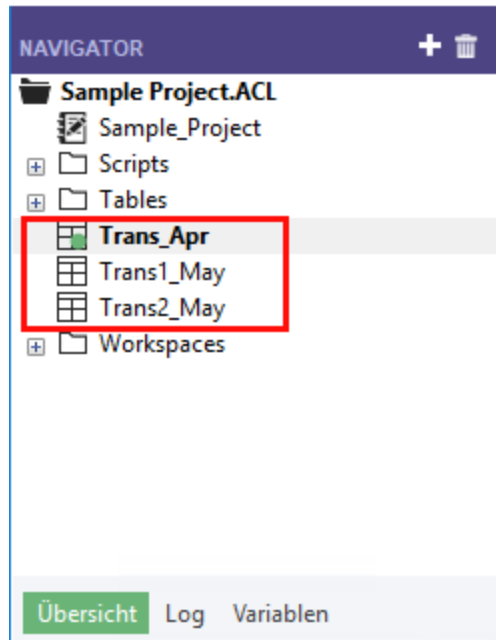 NAVIGATOR
Sample Project.ACL
Sample_Project
Scripts
Tables
Trans_Apr
Trans1_May
Trans2_May
Workspaces
Übersicht Log Variablen